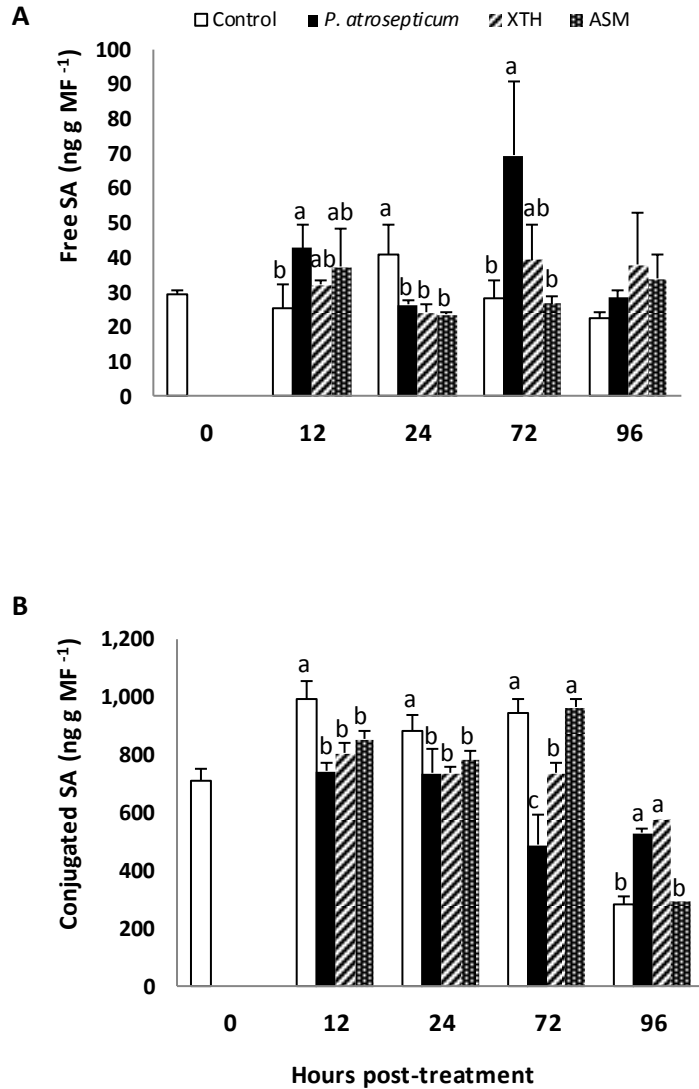 A
Control P. atrosepticum XTH ASM
Free SA (ng g MF -1)
100
90
80
70
60
50
40
30
20
10
0
b a ab ab
a b b b
b a ab b
0 12 24 72 96
B
Conjugated SA (ng g MF -1)
1,200
1,000
800
600
400
200
0
a b b b
a b b b
a c b a
b a a b
0 12 24 72 96
Hours post-treatment